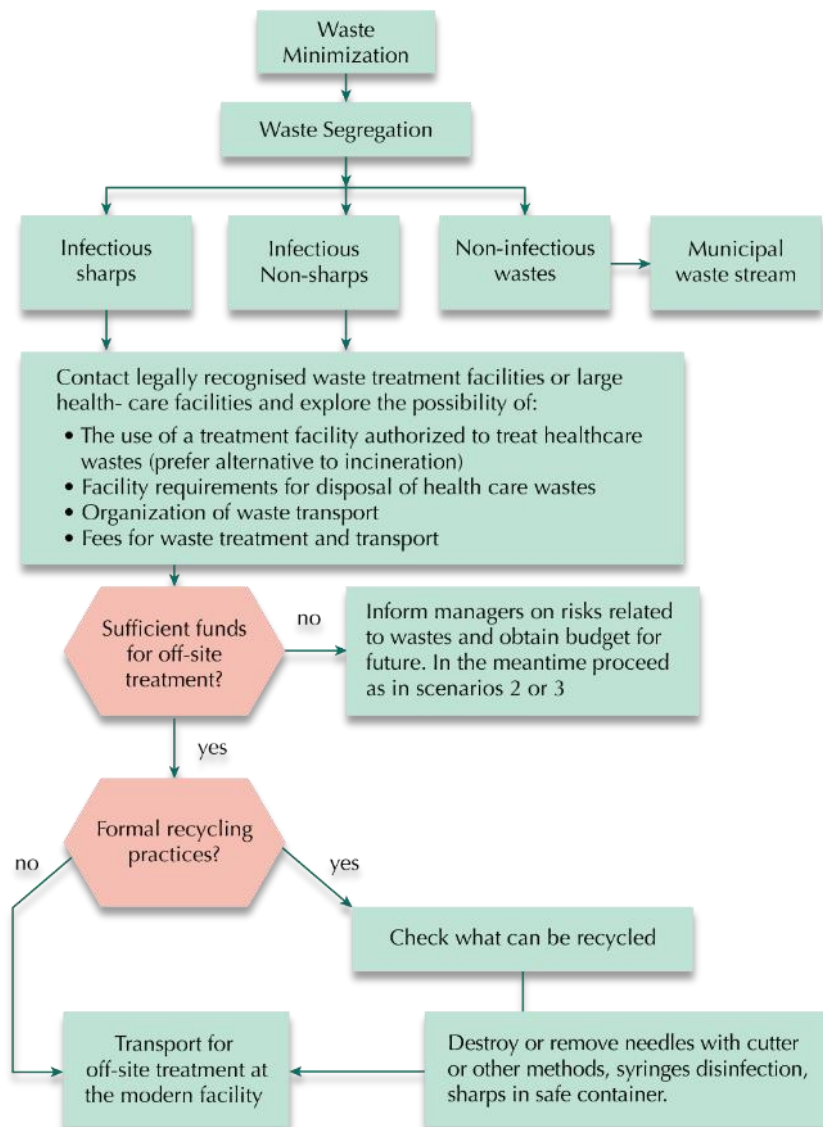 Waste
Minimization
Waste Segregation
Infectious
sharps
Infectious
Non-sharps
Non-infectious
wastes
Municipal
waste stream
Contact legally recognised waste treatment facilities or large
health- care facilities and explore the possibility of:
• The use of a treatment facility authorized to treat healthcare
wastes (prefer alternative to incineration)
• Facility requirements for disposal of health care wastes
• Organization of waste transport
• Fees for waste treatment and transport
Sufficient funds
for off-site
treatment?
no
Inform managers on risks related
to wastes and obtain budget for
future. In the meantime proceed
as in scenarios 2 or 3
yes
Formal recycling
practices?
no
yes
Check what can be recycled
Transport for
off-site treatment at
the modern facility
Destroy or remove needles with cutter
or other methods, syringes disinfection,
sharps in safe container.